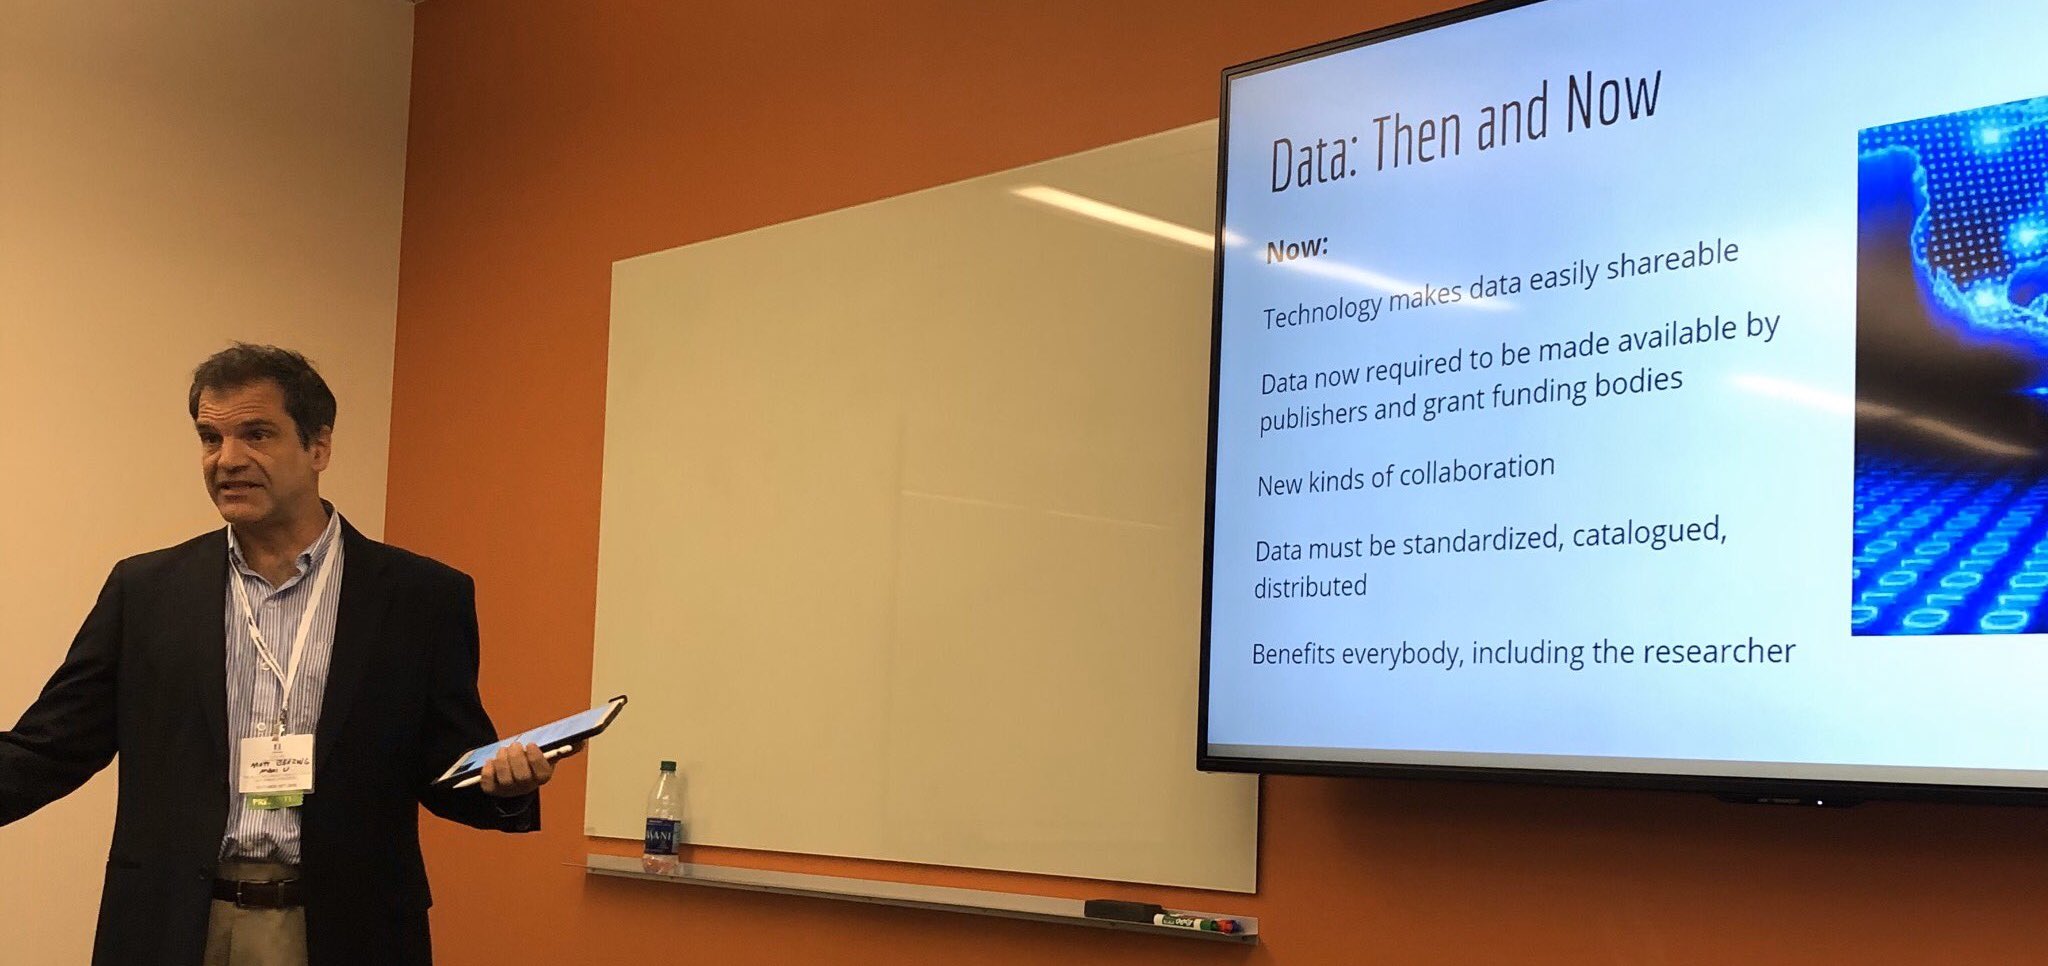 Data: Then and Now
Now:
Technology makes data easily shareable
Data now required to be made available by
publishers and grant funding bodies
New kinds of collaboration
Data must be standardized, catalogued,
distributed
Benefits everybody, including the researcher